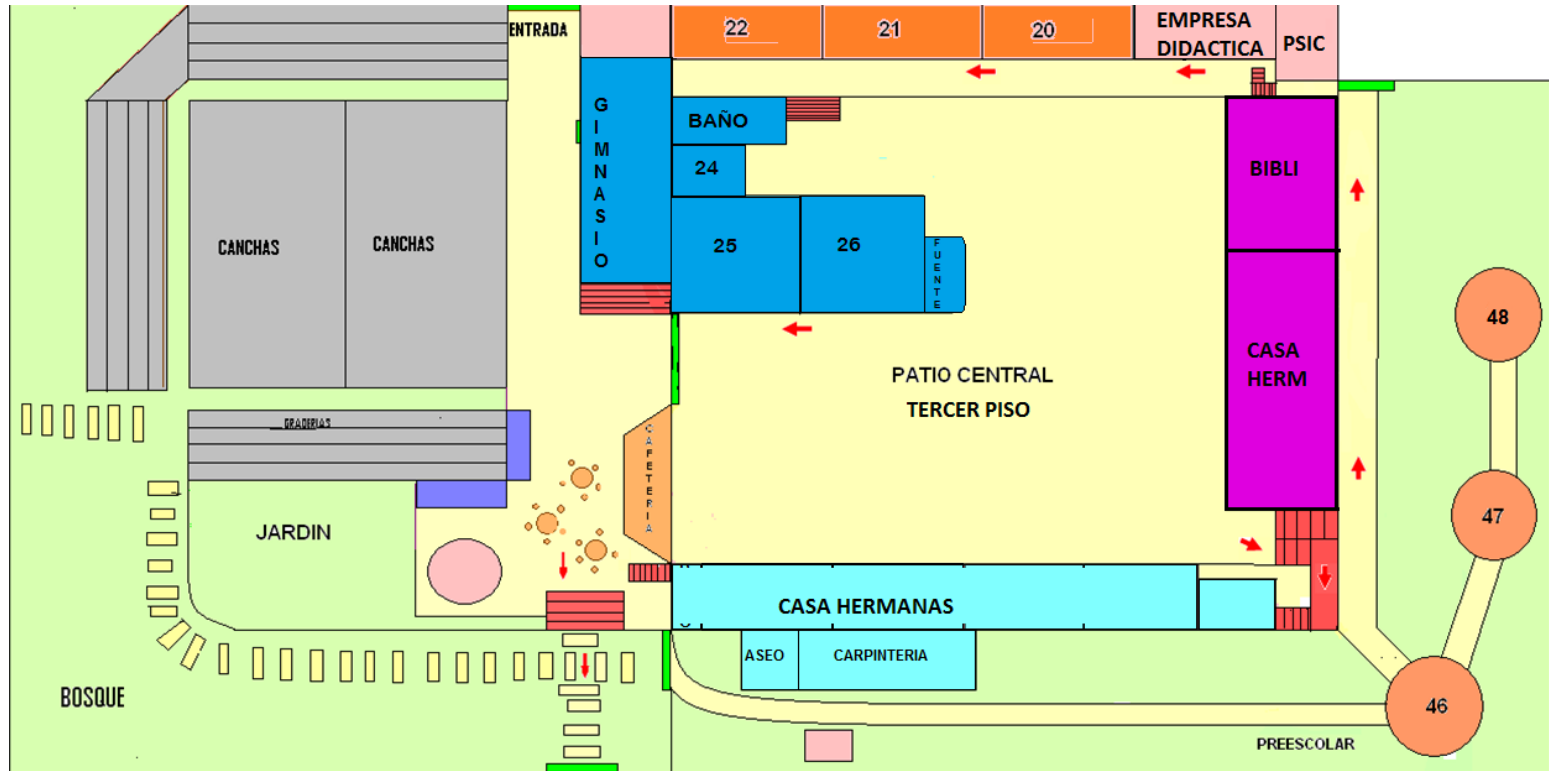 ENTRADA
22
21
20
EMPRESA
DIDACTICA
PSIC
GIMNASIO
BAÑO
24
BIBLI
CANCHAS
CANCHAS
25
26
FUENTE
48
CASA
HERM
PATIO CENTRAL
TERCER PISO
GRADERIAS
CAFETERIA
47
JARDIN
CASA HERMANAS
ASEO
CARPINTERIA
BOSQUE
46
PREESCOLAR